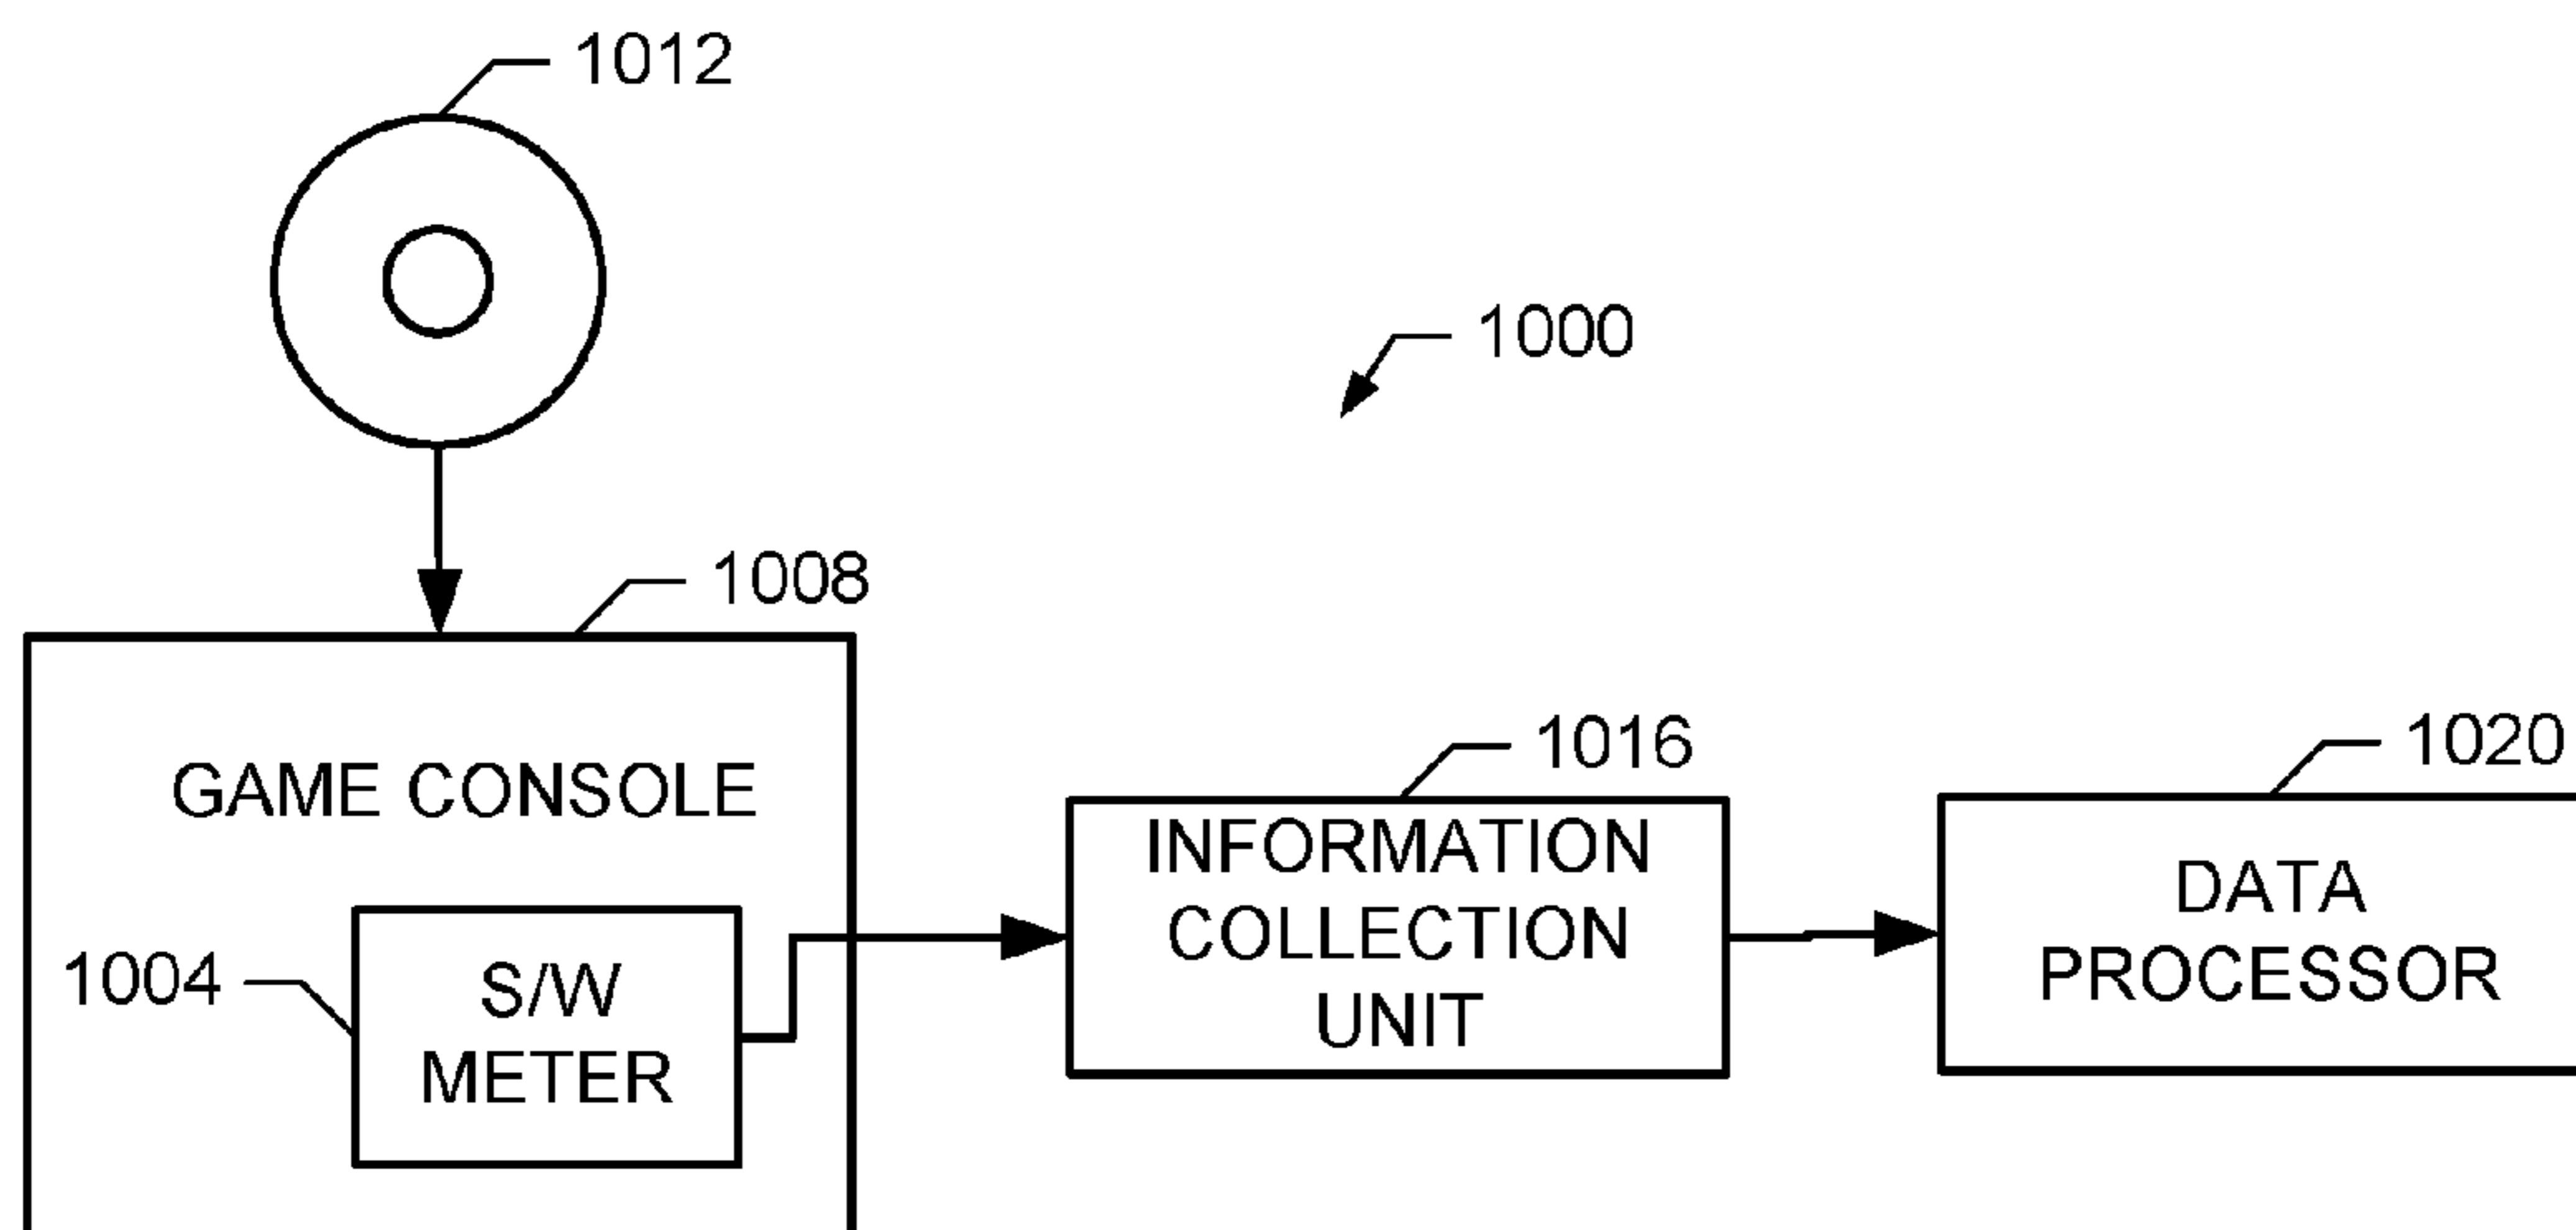 1012
1000
1008
GAME CONSOLE
1016
1020
INFORMATION
COLLECTION
UNIT
DATA
PROCESSOR
1004
S/W
METER